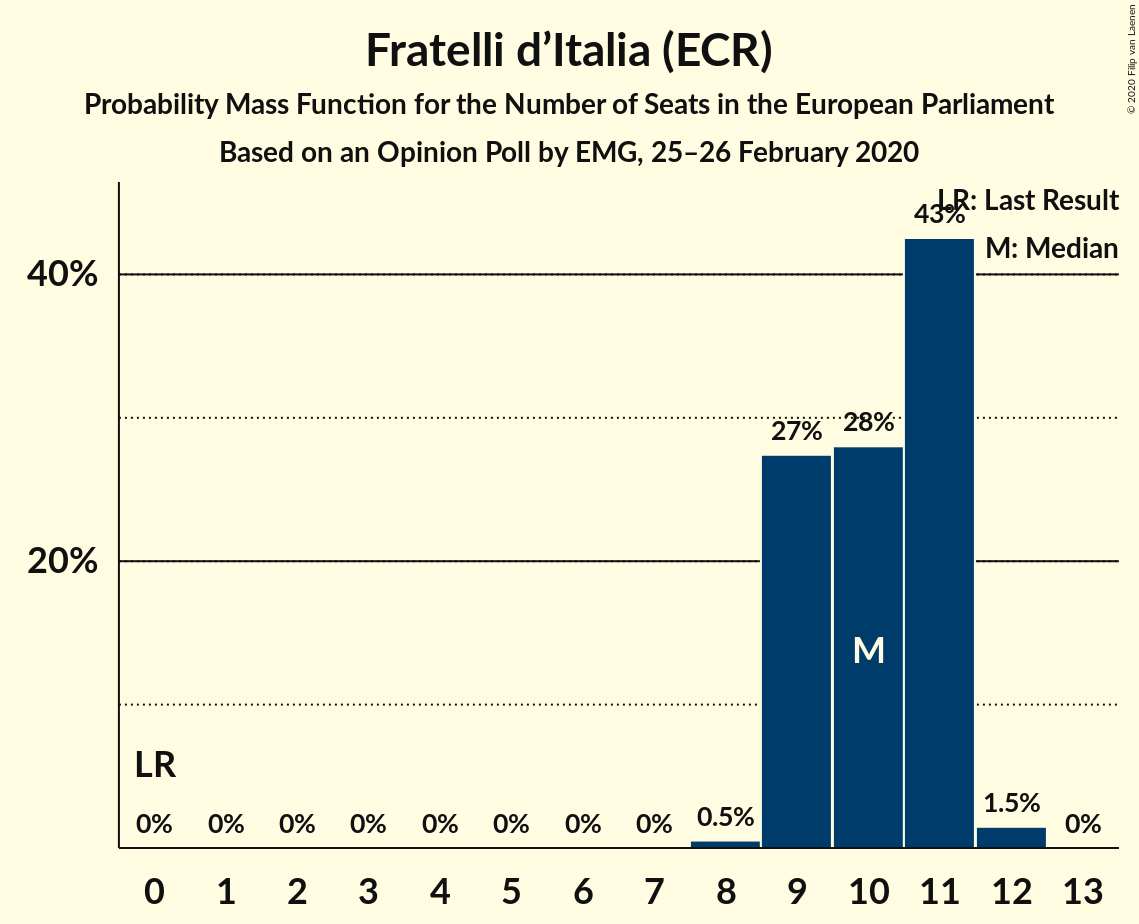 Fratelli d’Italia (ECR)
Probability Mass Function for the Number of Seats in the European Parliament
Based on an Opinion Poll by EMG, 25–26 February 2020
© 2020 Filip van Laenen
LR: Last Result
M: Median
43%
40%
28%
27%
20%
M
LR
0% 0% 0% 0% 0% 0% 0% 0% 0.5% 1.5% 0%
0 1 2 3 4 5 6 7 8 9 10 11 12 13